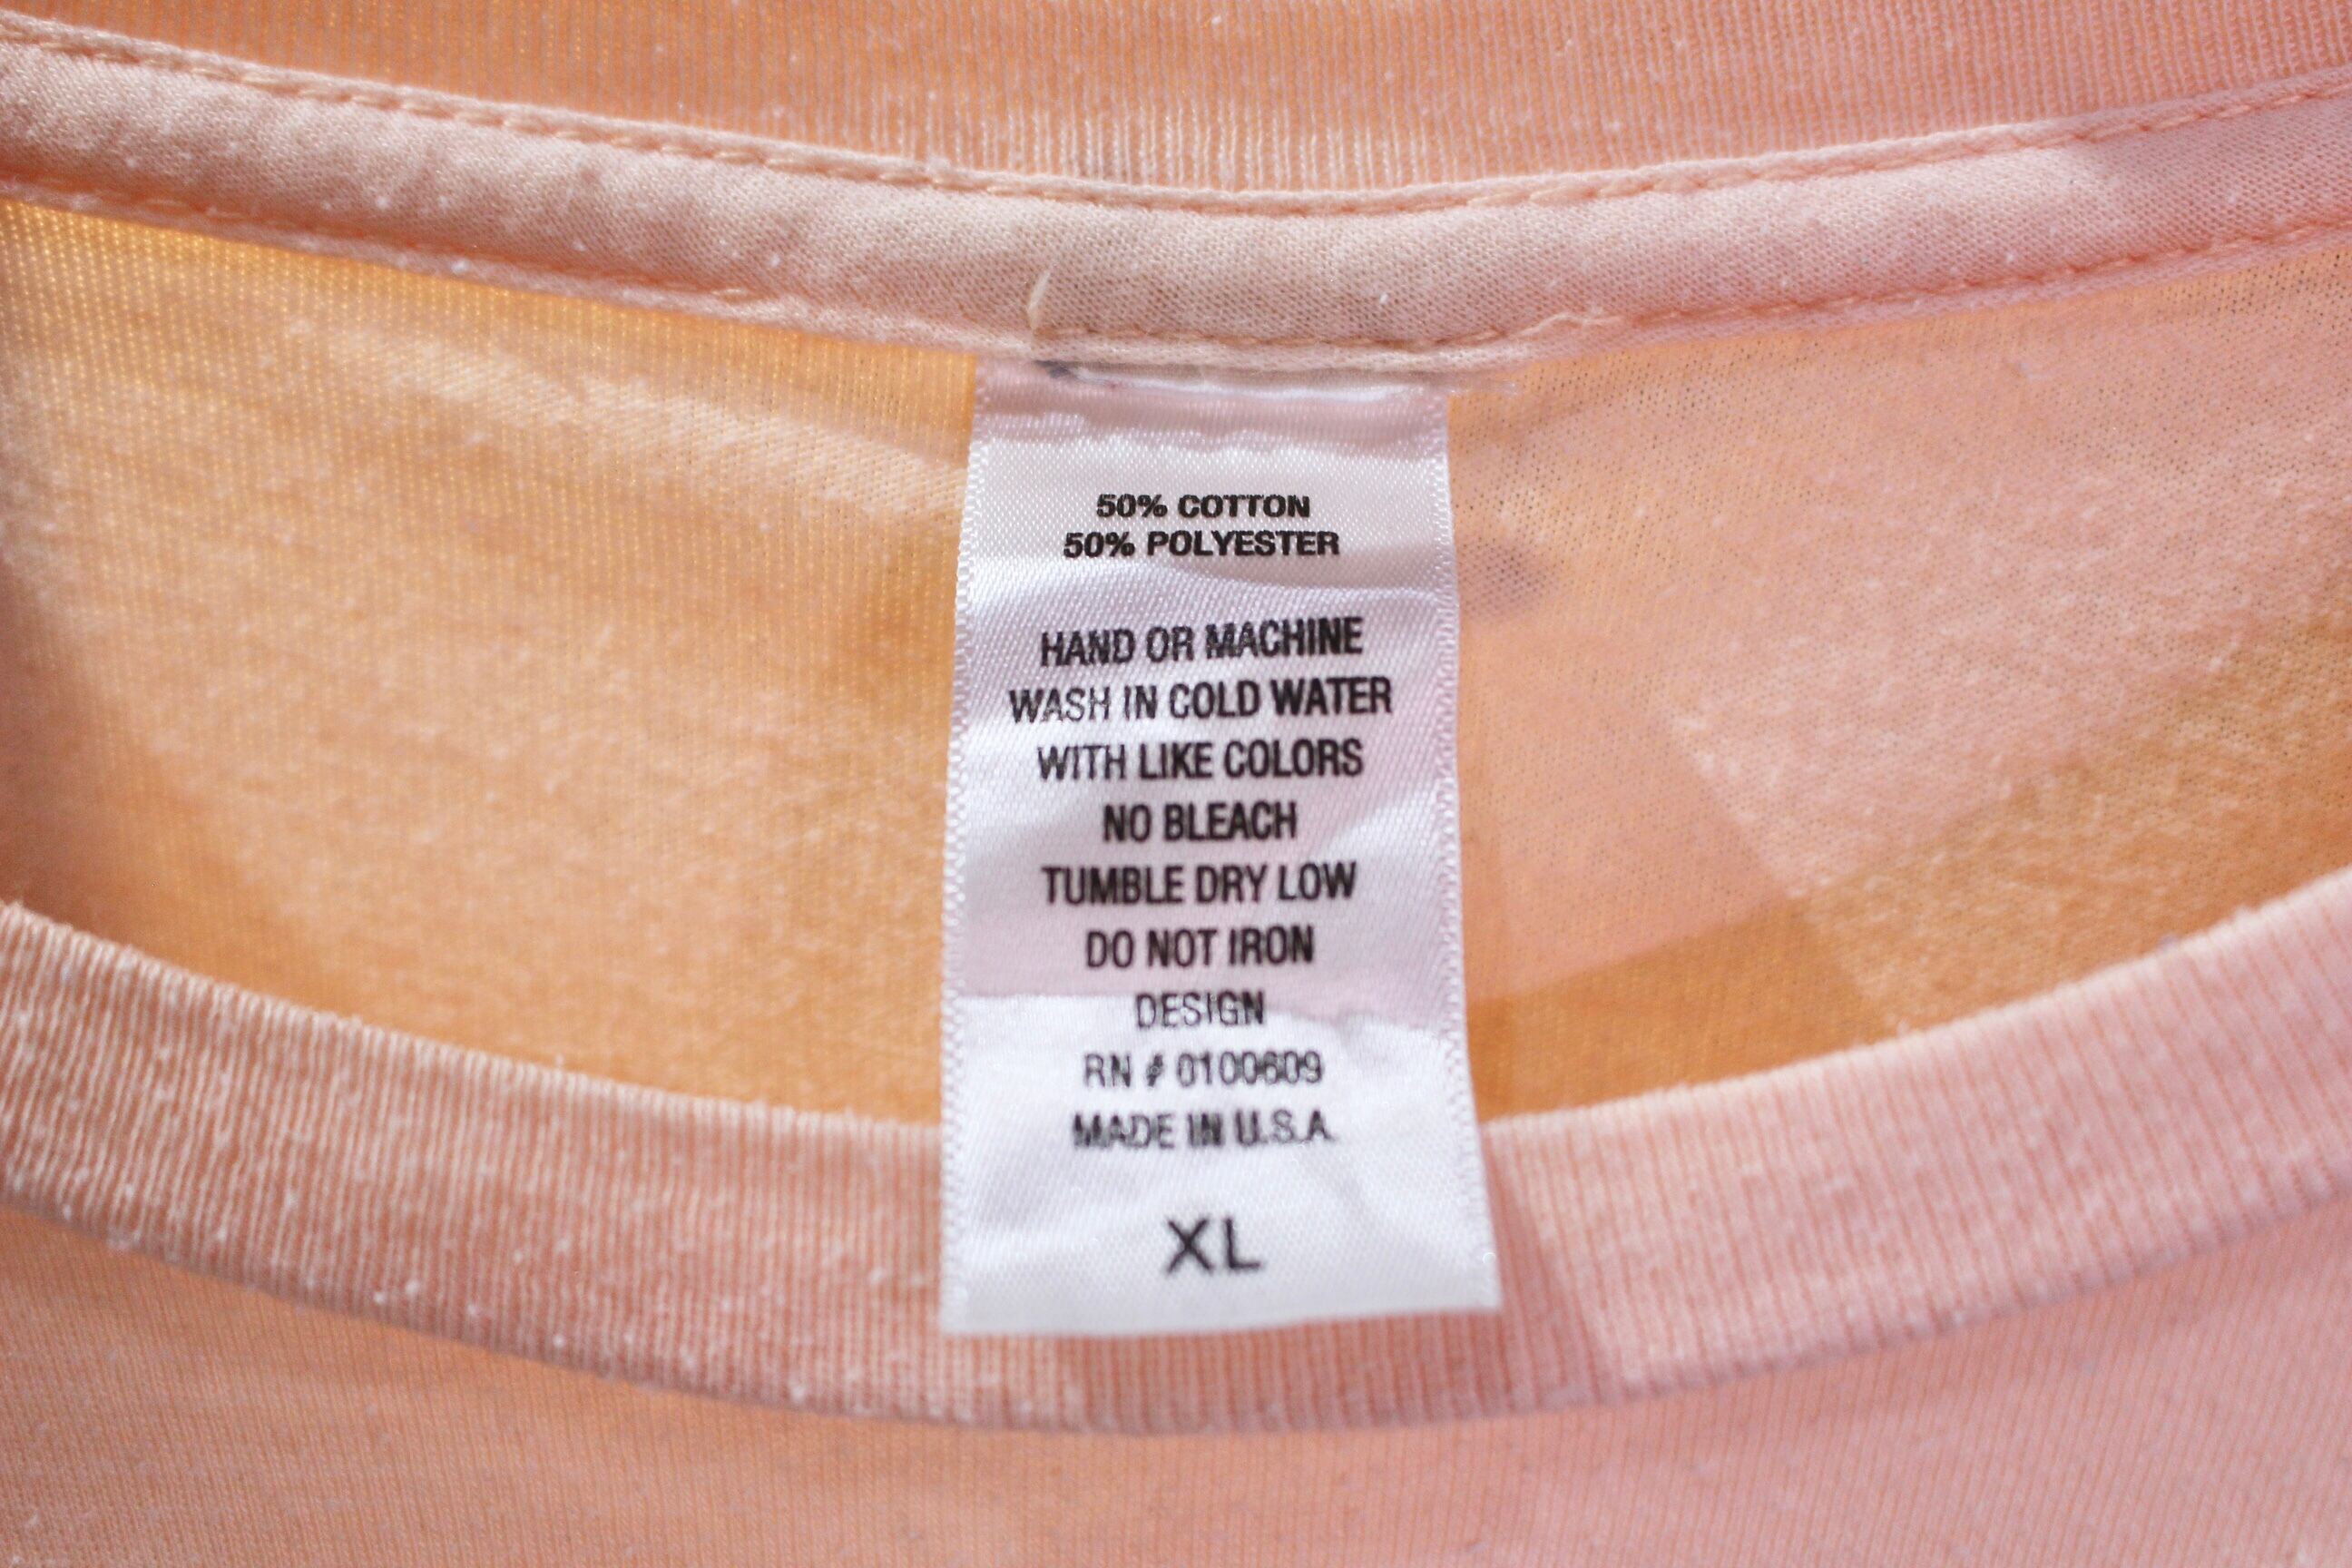 50% COTTON
50% POLYESTER
HAND OR MACHINE
WASH IN COLD WATER
WITH LIKE COLORS
NO BLEACH
TUMBLE DRY LOW
DO NOT IRON
DESIGN
RN # 0100609
MADE IN U.S.A.
XL